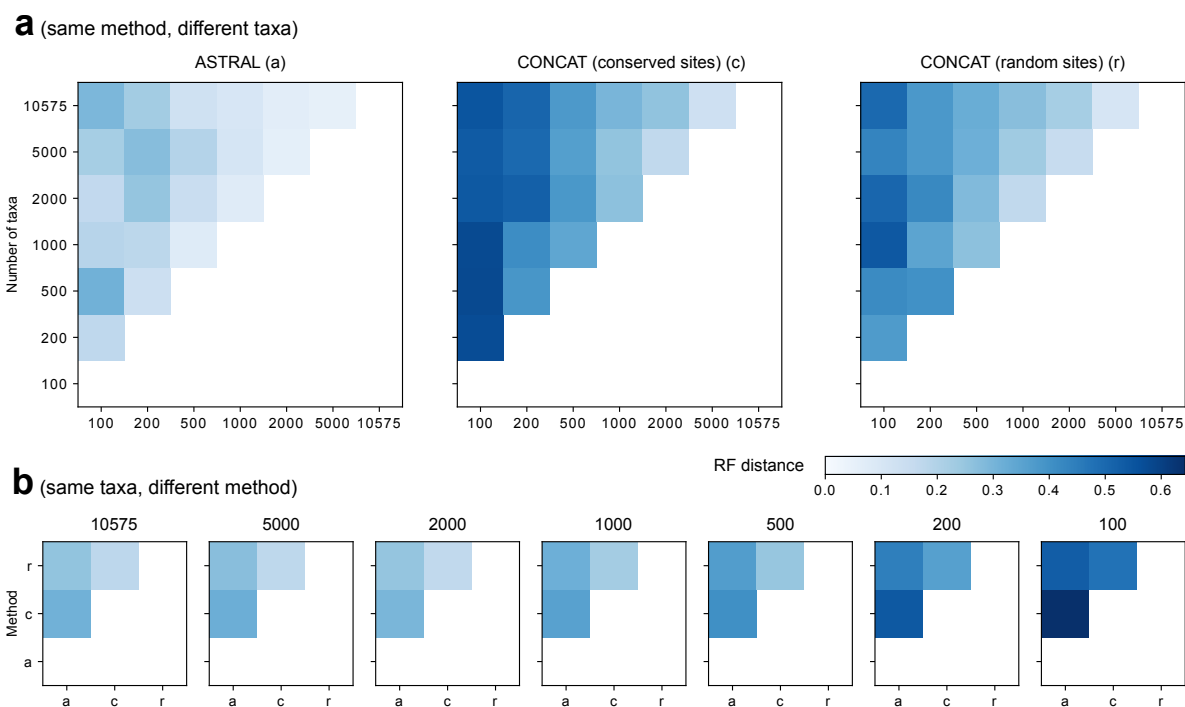 a (same method, different taxa)
ASTRAL (a)
CONCAT (conserved sites) (c)
CONCAT (random sites) (r)
Number of taxa
10575
5000
2000
1000
500
200
100
100 200 500 1000 2000 5000 10575
100 200 500 1000 2000 5000 10575
100 200 500 1000 2000 5000 10575
RF distance
0.0 0.1 0.2 0.3 0.4 0.5 0.6
b (same taxa, different method)
10575 5000 2000 1000 500 200 100
Method
r
c
a
a c r
a c r
a c r
a c r
a c r
a c r
a c r